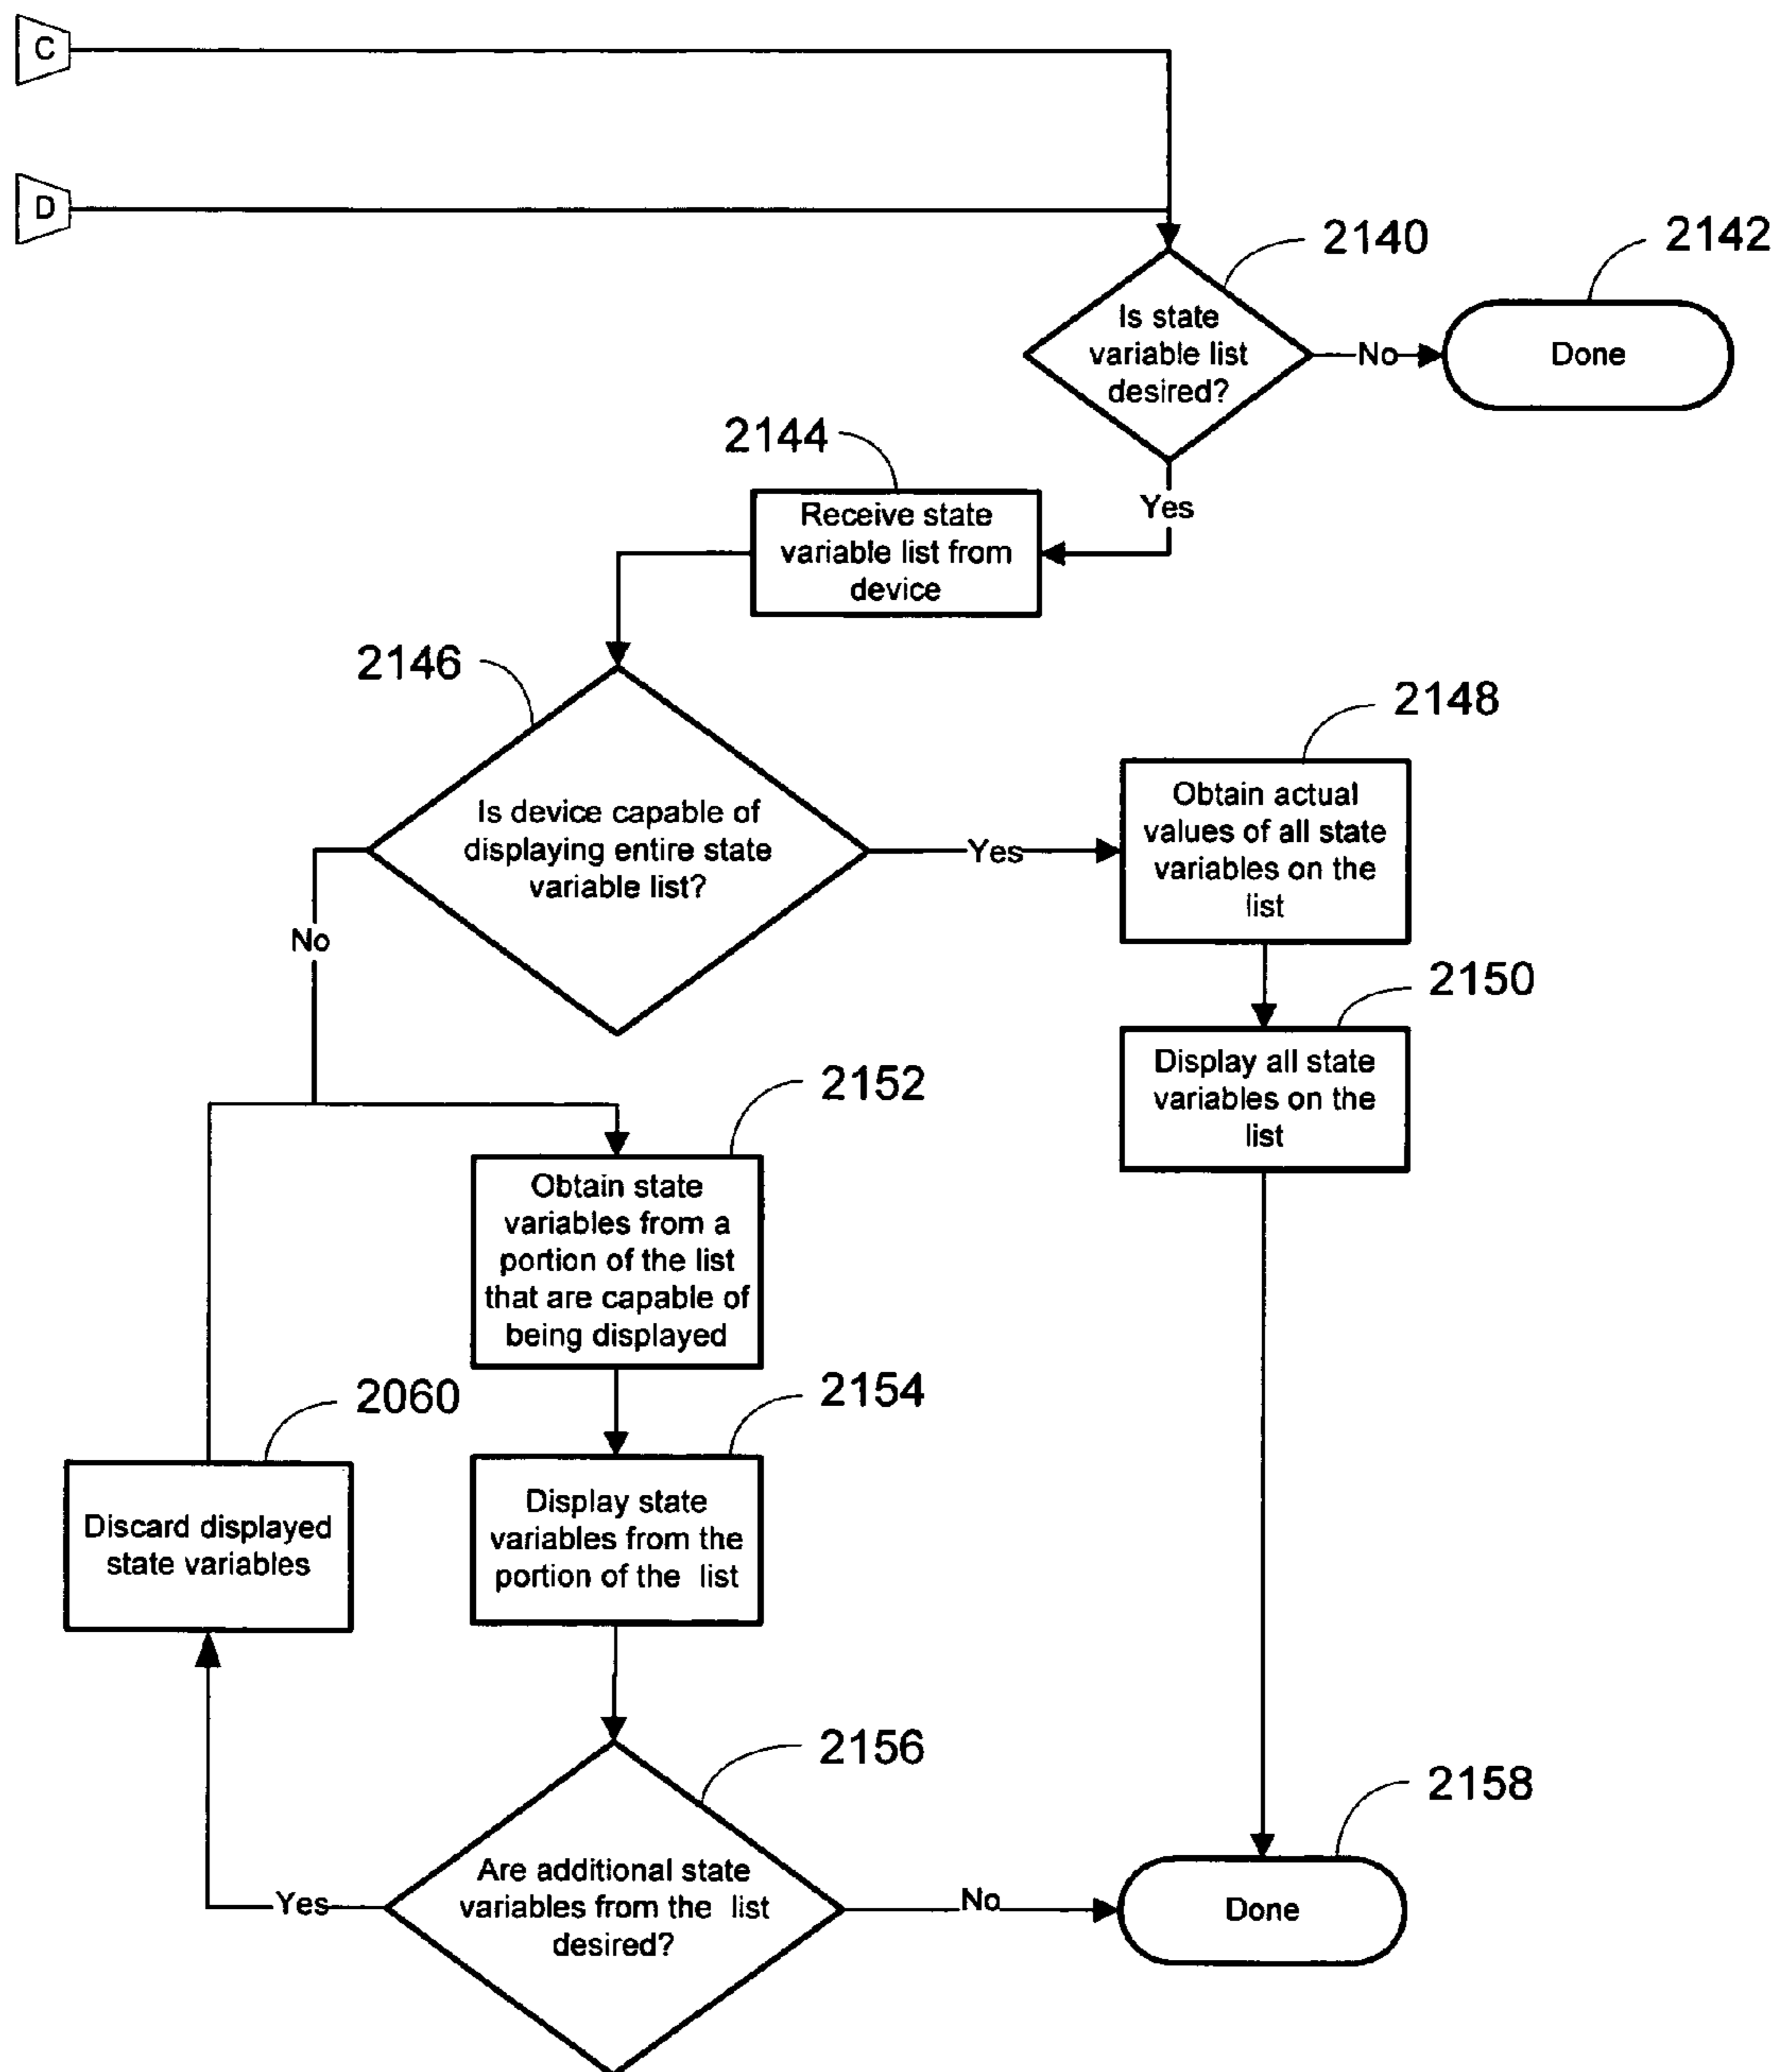 C
D
2140
2142
Is state
variable list
desired?
No
Done
2144
Yes
Receive state
variable list from
device
2146
2148
Is device capable of
displaying entire state
variable list?
Yes
Obtain actual
values of all state
variables on the
list
No
2150
Display all state
variables on the
list
2152
Obtain state
variables from a
portion of the list
that are capable of
being displayed
2060
2154
Discard displayed
state variables
Display state
variables from the
portion of the list
2156
2158
Are additional state
variables from the list
desired?
Yes
No
Done